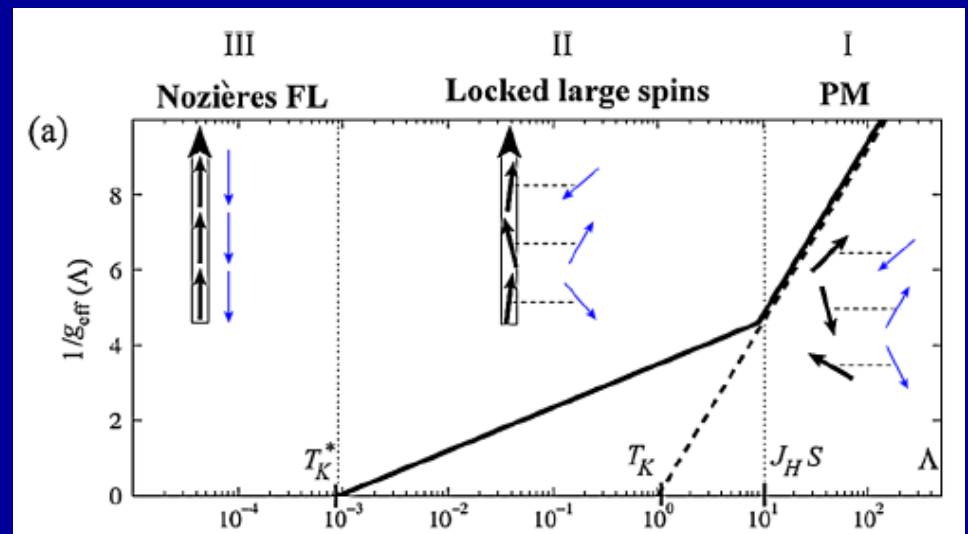 III II I
Nozières FL Locked large spins PM
(a)
8
6
4
2
0
1/g_eff(Λ)
T_K^* T_K J_H S Λ
10^-4 10^-3 10^-2 10^-1 10^0 10^1 10^2